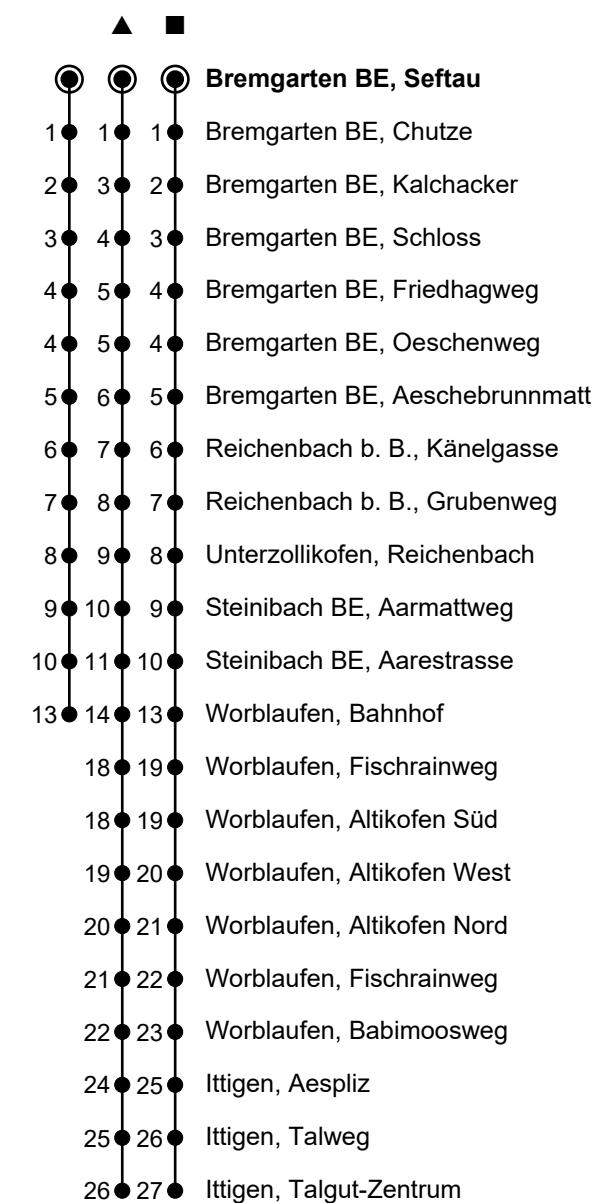 ▲ ■
Bremgarten BE, Seftau
1 1 1 Bremgarten BE, Chutze
2 3 2 Bremgarten BE, Kalchacker
3 4 3 Bremgarten BE, Schloss
4 5 4 Bremgarten BE, Friedhagweg
4 5 4 Bremgarten BE, Oeschenweg
5 6 5 Bremgarten BE, Aeschebrunnmatt
6 7 6 Reichenbach b. B., Känelgasse
7 8 7 Reichenbach b. B., Grubenweg
8 9 8 Unterzollikofen, Reichenbach
9 10 9 Steinibach BE, Aarmattweg
10 11 10 Steinibach BE, Aarestrasse
13 14 13 Worblaufen, Bahnhof
18 19 Worblaufen, Fischrainweg
18 19 Worblaufen, Altikofen Süd
19 20 Worblaufen, Altikofen West
20 21 Worblaufen, Altikofen Nord
21 22 Worblaufen, Fischrainweg
22 23 Worblaufen, Babimoosweg
24 25 Ittigen, Aespliz
25 26 Ittigen, Talweg
26 27 Ittigen, Talgut-Zentrum